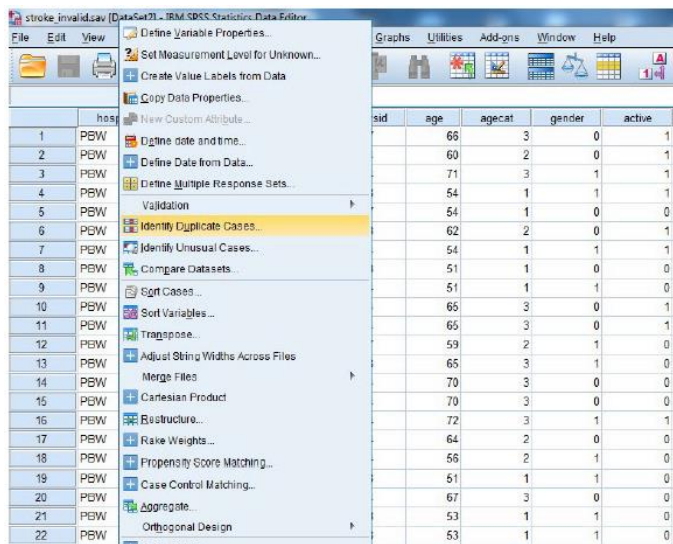 stroke_invalid.sav [DataSet2] - IBM SPSS Statistics Data Editor
File Edit View Graphs Utilities Add-ons Window Help
Define Variable Properties...
Set Measurement Level for Unknown...
Create Value Labels from Data
Copy Data Properties...
New Custom Attribute...
Define date and time...
Define Date from Data...
Define Multiple Response Sets...
Validation
Identify Duplicate Cases...
Identify Unusual Cases...
Compare Datasets...
Sort Cases...
Sort Variables...
Transpose...
Adjust String Widths Across Files
Merge Files
Cartesian Product
Restructure...
Rake Weights...
Propensity Score Matching...
Case Control Matching...
Aggregate...
Orthogonal Design
hosp sid age agecat gender active
1 PBW 66 3 0 1
2 PBW 60 2 0 1
3 PBW 71 3 1 1
4 PBW 54 1 1 1
5 PBW 54 1 0 0
6 PBW 62 2 0 1
7 PBW 54 1 1 1
8 PBW 51 1 0 0
9 PBW 51 1 1 0
10 PBW 65 3 0 1
11 PBW 65 3 0 1
12 PBW 59 2 1 0
13 PBW 65 3 1 0
14 PBW 70 3 0 0
15 PBW 70 3 0 0
16 PBW 72 3 1 1
17 PBW 64 2 0 0
18 PBW 56 2 1 0
19 PBW 51 1 1 0
20 PBW 67 3 0 0
21 PBW 53 1 1 0
22 PBW 53 1 1 0